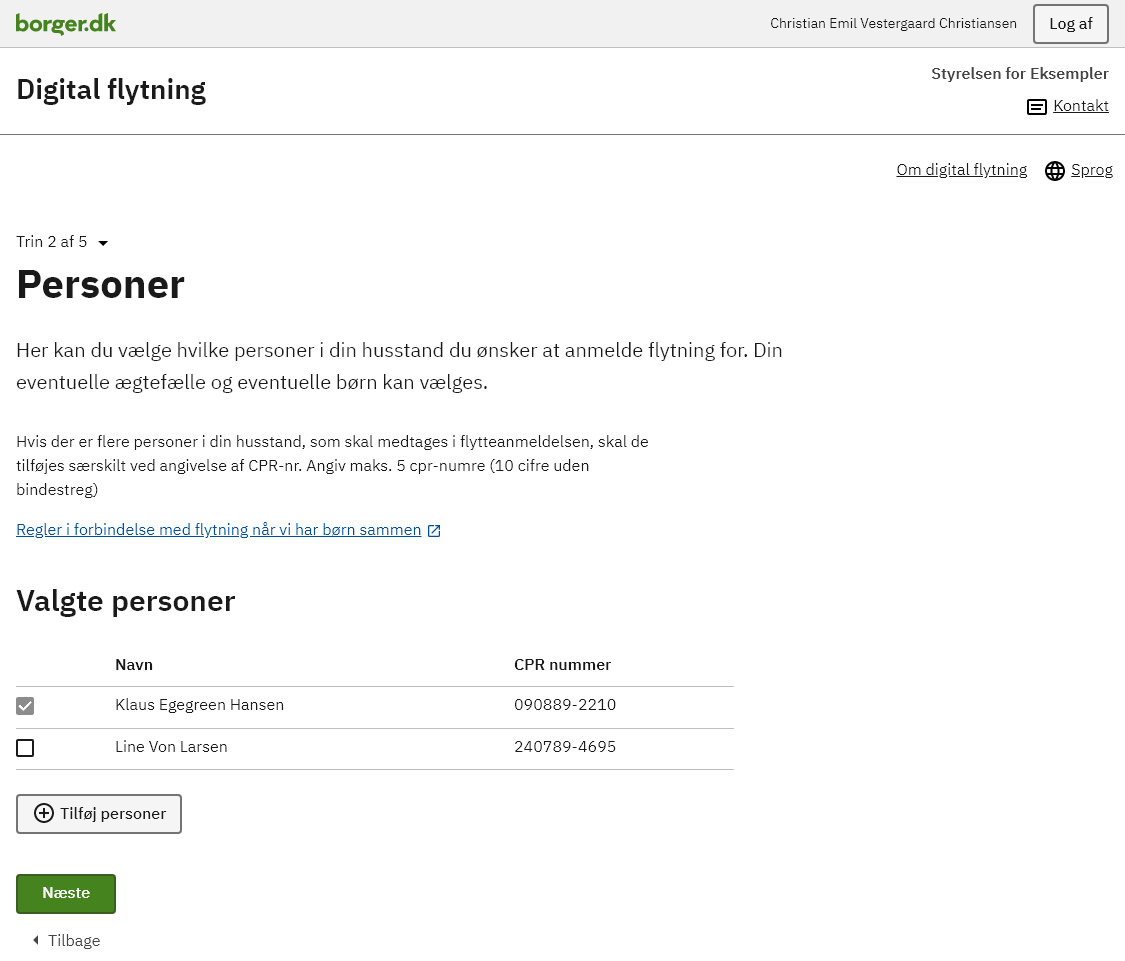 borger.dk
Christian Emil Vestergaard Christiansen
Log af
Digital flytning
Styrelsen for Eksempler
Kontakt
Om digital flytning
Sprog
Trin 2 af 5
Personer
Her kan du vælge hvilke personer i din husstand du ønsker at anmelde flytning for. Din
eventuelle ægtefælle og eventuelle børn kan vælges.
Hvis der er flere personer i din husstand, som skal medtages i flytteanmeldelsen, skal de
tilføjes særskilt ved angivelse af CPR-nr. Angiv maks. 5 cpr-numre (10 cifre uden
bindestreg)
Regler i forbindelse med flytning når vi har børn sammen
Valgte personer
Navn CPR nummer
Klaus Egegreen Hansen 090889-2210
Line Von Larsen 240789-4695
Tilføj personer
Næste
Tilbage